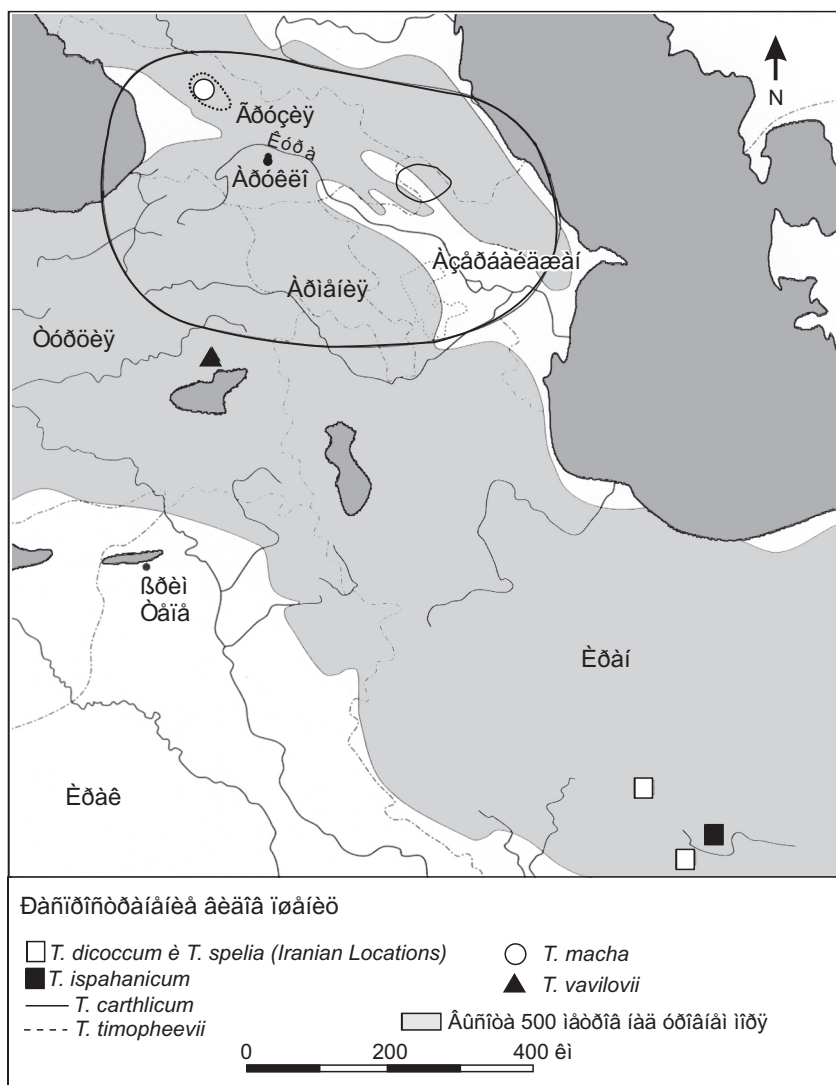 N
Ãðóçèÿ
Êóðà
Àðóêëî
Àçåðáàéäæàí
Àðìåíèÿ
Òóðöèÿ
ßðèì
Òåïå
Èðàí
Èðàê
Ðàñïðîñòðàíåíèå âèäîâ ïøåíèö
T. dicoccum è T. spelia (Iranian Locations)
T. ispahanicum
T. carthlicum
T. timopheevii
T. macha
T. vavilovii
Âûñîòà 500 ìåòðîâ íàä óðîâíåì ìîðÿ
0 200 400 êì